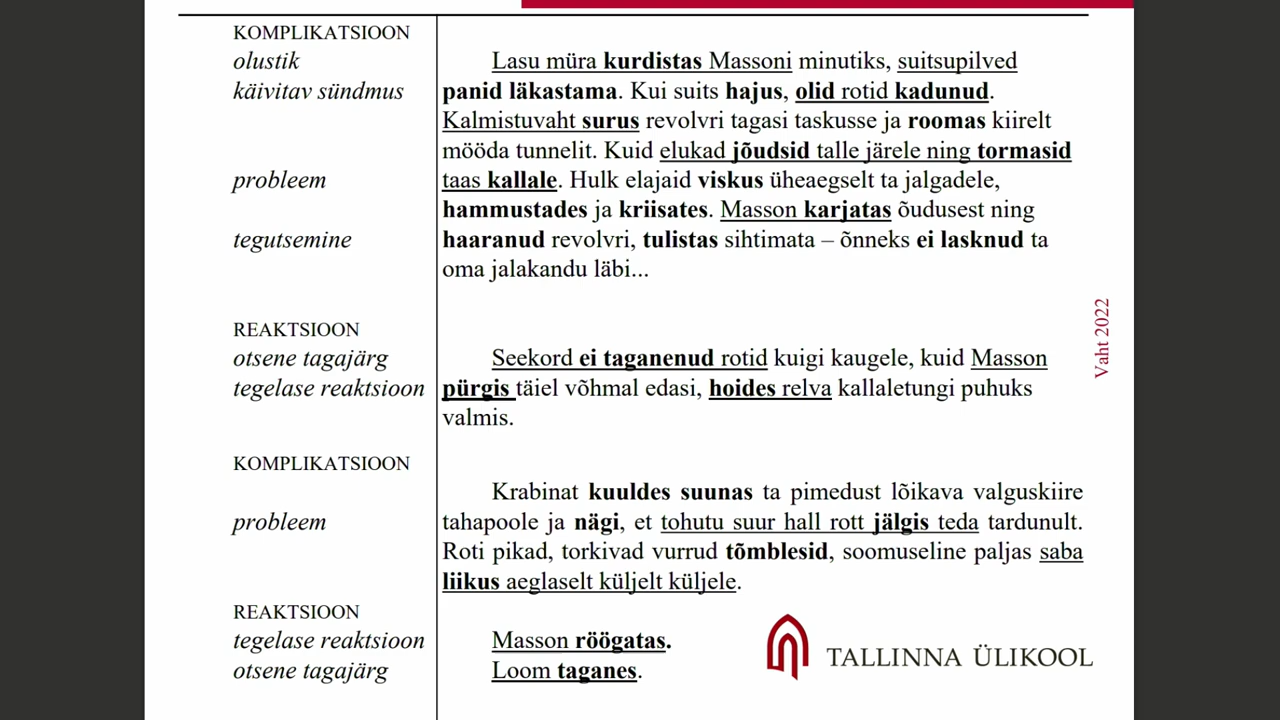 KOMPLIKATSIOON
olustik
Lasu müra kurdistas Massoni minutiks, suitsupilved
käivitav sündmus
panid läkastama. Kui suits hajus, olid rotid kadunud.
Kalmistuvaht surus revolvri tagasi taskusse ja roomas kiirelt
mööda tunnelit. Kuid elukad jõudsid talle järele ning tormasid
probleem
taas kallale. Hulk elajaid viskus üheaegselt ta jalgadele,
hammustades ja kriisates. Masson karjatas õudusest ning
tegutsemine
haaranud revolvri, tulistas sihtimata – õnneks ei lasknud ta
oma jalakandu läbi...
REAKTSIOON
otsene tagajärg
Seekord ei taganenud rotid kuigi kaugele, kuid Masson
tegelase reaktsioon
pürgis täiel võhmal edasi, hoides relva kallaletungi puhuks
valmis.
KOMPLIKATSIOON
Krabinat kuuldes suunas ta pimedust lõikava valguskiire
probleem
tahapoole ja nägi, et tohutu suur hall rott jälgis teda tardunult.
Roti pikad, torkivad vurrud tõmblesid, soomuseline paljas saba
liikus aeglaselt küljelt küljele.
REAKTSIOON
tegelase reaktsioon
Masson röögatas.
otsene tagajärg
Loom taganes.
Vaht 2022
TALLINNA ÜLIKOOL